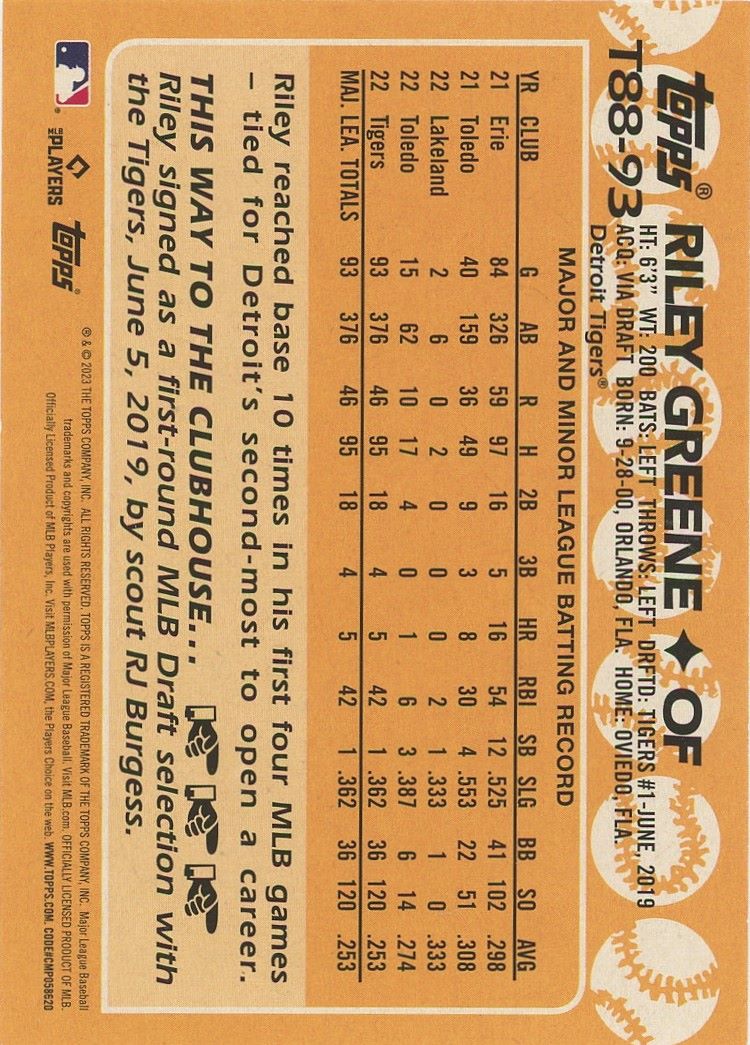 topps®
T88-93
RILEY GREENE ✦ OF
HT: 6'3" WT: 200 BATS: LEFT THROWS: LEFT DRFTD: TIGERS #1-JUNE, 2019
ACQ: VIA DRAFT BORN: 9-28-00, ORLANDO, FLA. HOME: OVIEDO, FLA.
Detroit Tigers®
MAJOR AND MINOR LEAGUE BATTING RECORD
YR CLUB G AB R H 2B 3B HR RBI SB SLG BB SO AVG
21 Erie 84 326 59 97 16 5 16 54 12 .525 41 102 .298
21 Toledo 40 159 36 49 9 3 8 30 4 .553 22 51 .308
22 Lakeland 2 6 0 2 0 0 0 2 1 .333 1 0 .333
22 Toledo 15 62 10 17 4 0 1 6 3 .387 6 14 .274
22 Tigers 93 376 46 95 18 4 5 42 1 .362 36 120 .253
MAJ. LEA. TOTALS 93 376 46 95 18 4 5 42 1 .362 36 120 .253
Riley reached base 10 times in his first four MLB games
– tied for Detroit's second-most to open a career.
THIS WAY TO THE CLUBHOUSE...
Riley signed as a first-round MLB Draft selection with
the Tigers, June 5, 2019, by scout RJ Burgess.
® & © 2023 THE TOPPS COMPANY, INC. ALL RIGHTS RESERVED. TOPPS IS A REGISTERED TRADEMARK OF THE TOPPS COMPANY, INC. Major League Baseball
trademarks and copyrights are used with permission of Major League Baseball. Visit MLB.com. OFFICIALLY LICENSED PRODUCT OF MLB
Officially Licensed Product of MLB Players, Inc. Visit MLBPLAYERS.COM, the Players Choice on the web. WWW.TOPPS.COM. CODE#CMP058620
MLB PLAYERS
topps®